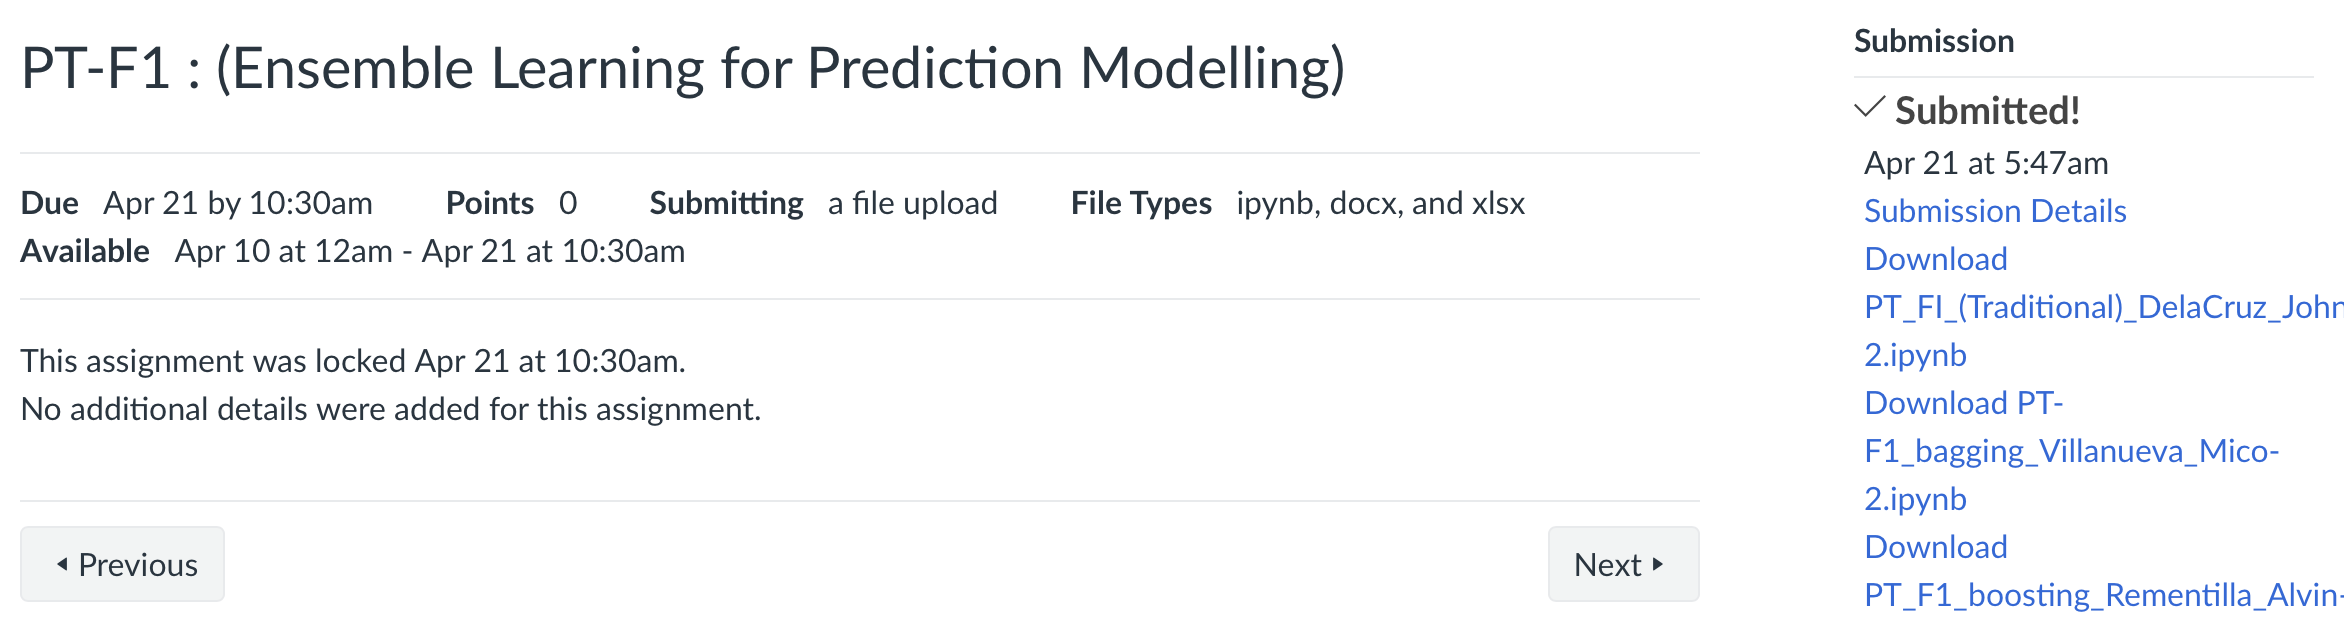 PT-F1 : (Ensemble Learning for Prediction Modelling)
Due Apr 21 by 10:30am Points 0 Submitting a file upload File Types ipynb, docx, and xlsx
Available Apr 10 at 12am - Apr 21 at 10:30am
This assignment was locked Apr 21 at 10:30am.
No additional details were added for this assignment.
Previous
Next
Submission
Submitted!
Apr 21 at 5:47am
Submission Details
Download
PT_FI_(Traditional)_DelaCruz_John
2.ipynb
Download PT-
F1_bagging_Villanueva_Mico-
2.ipynb
Download
PT_F1_boosting_Rementilla_Alvin-